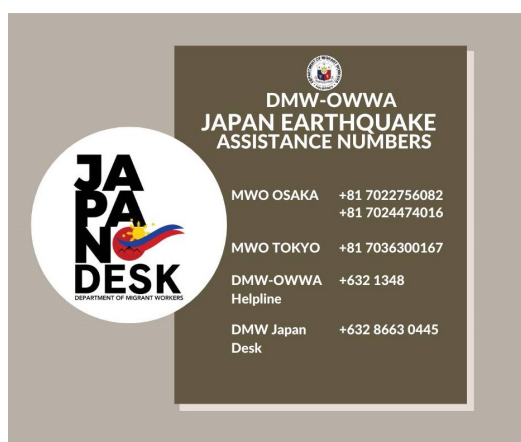 DMW-OWWA
JAPAN EARTHQUAKE
ASSISTANCE NUMBERS
JA
PA
N
DESK
DEPARTMENT OF MIGRANT WORKERS
MWO OSAKA +81 7022756082
+81 7024474016
MWO TOKYO +81 7036300167
DMW-OWWA +632 1348
Helpline
DMW Japan +632 8663 0445
Desk